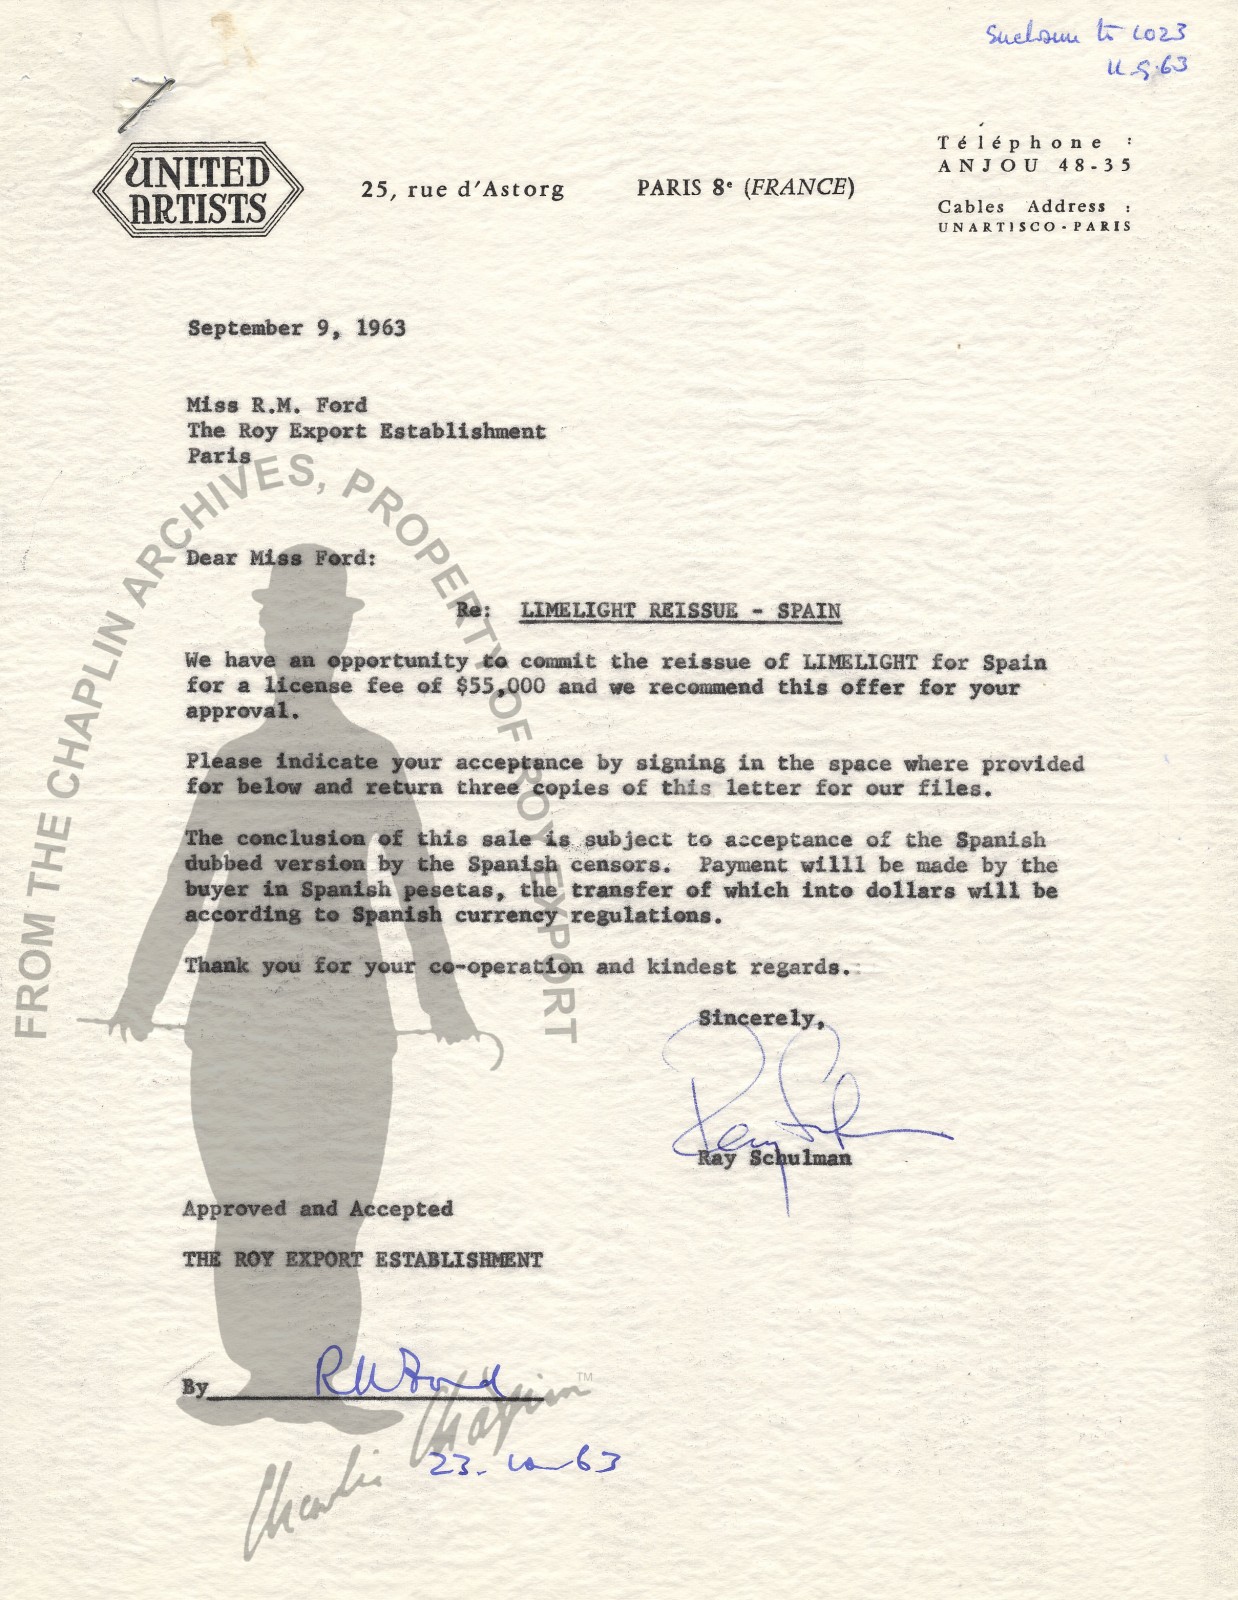 Enclosure to 1023
11.9.63
UNITED
ARTISTS
25, rue d'Astorg PARIS 8e (FRANCE)
Téléphone :
ANJOU 48-35
Cables Address :
UNARTISCO-PARIS
September 9, 1963
Miss R.M. Ford
The Roy Export Establishment
Paris
Dear Miss Ford:
Re: LIMELIGHT REISSUE - SPAIN
We have an opportunity to commit the reissue of LIMELIGHT for Spain
for a license fee of $55,000 and we recommend this offer for your
approval.
Please indicate your acceptance by signing in the space where provided
for below and return three copies of this letter for our files.
The conclusion of this sale is subject to acceptance of the Spanish
dubbed version by the Spanish censors. Payment willl be made by the
buyer in Spanish pesetas, the transfer of which into dollars will be
according to Spanish currency regulations.
Thank you for your co-operation and kindest regards.
Sincerely,
Ray Schulman
Approved and Accepted
THE ROY EXPORT ESTABLISHMENT
By R M Ford
FROM THE CHAPLIN ARCHIVES, PROPERTY OF ROY EXPORT
Charlie Chaplin™